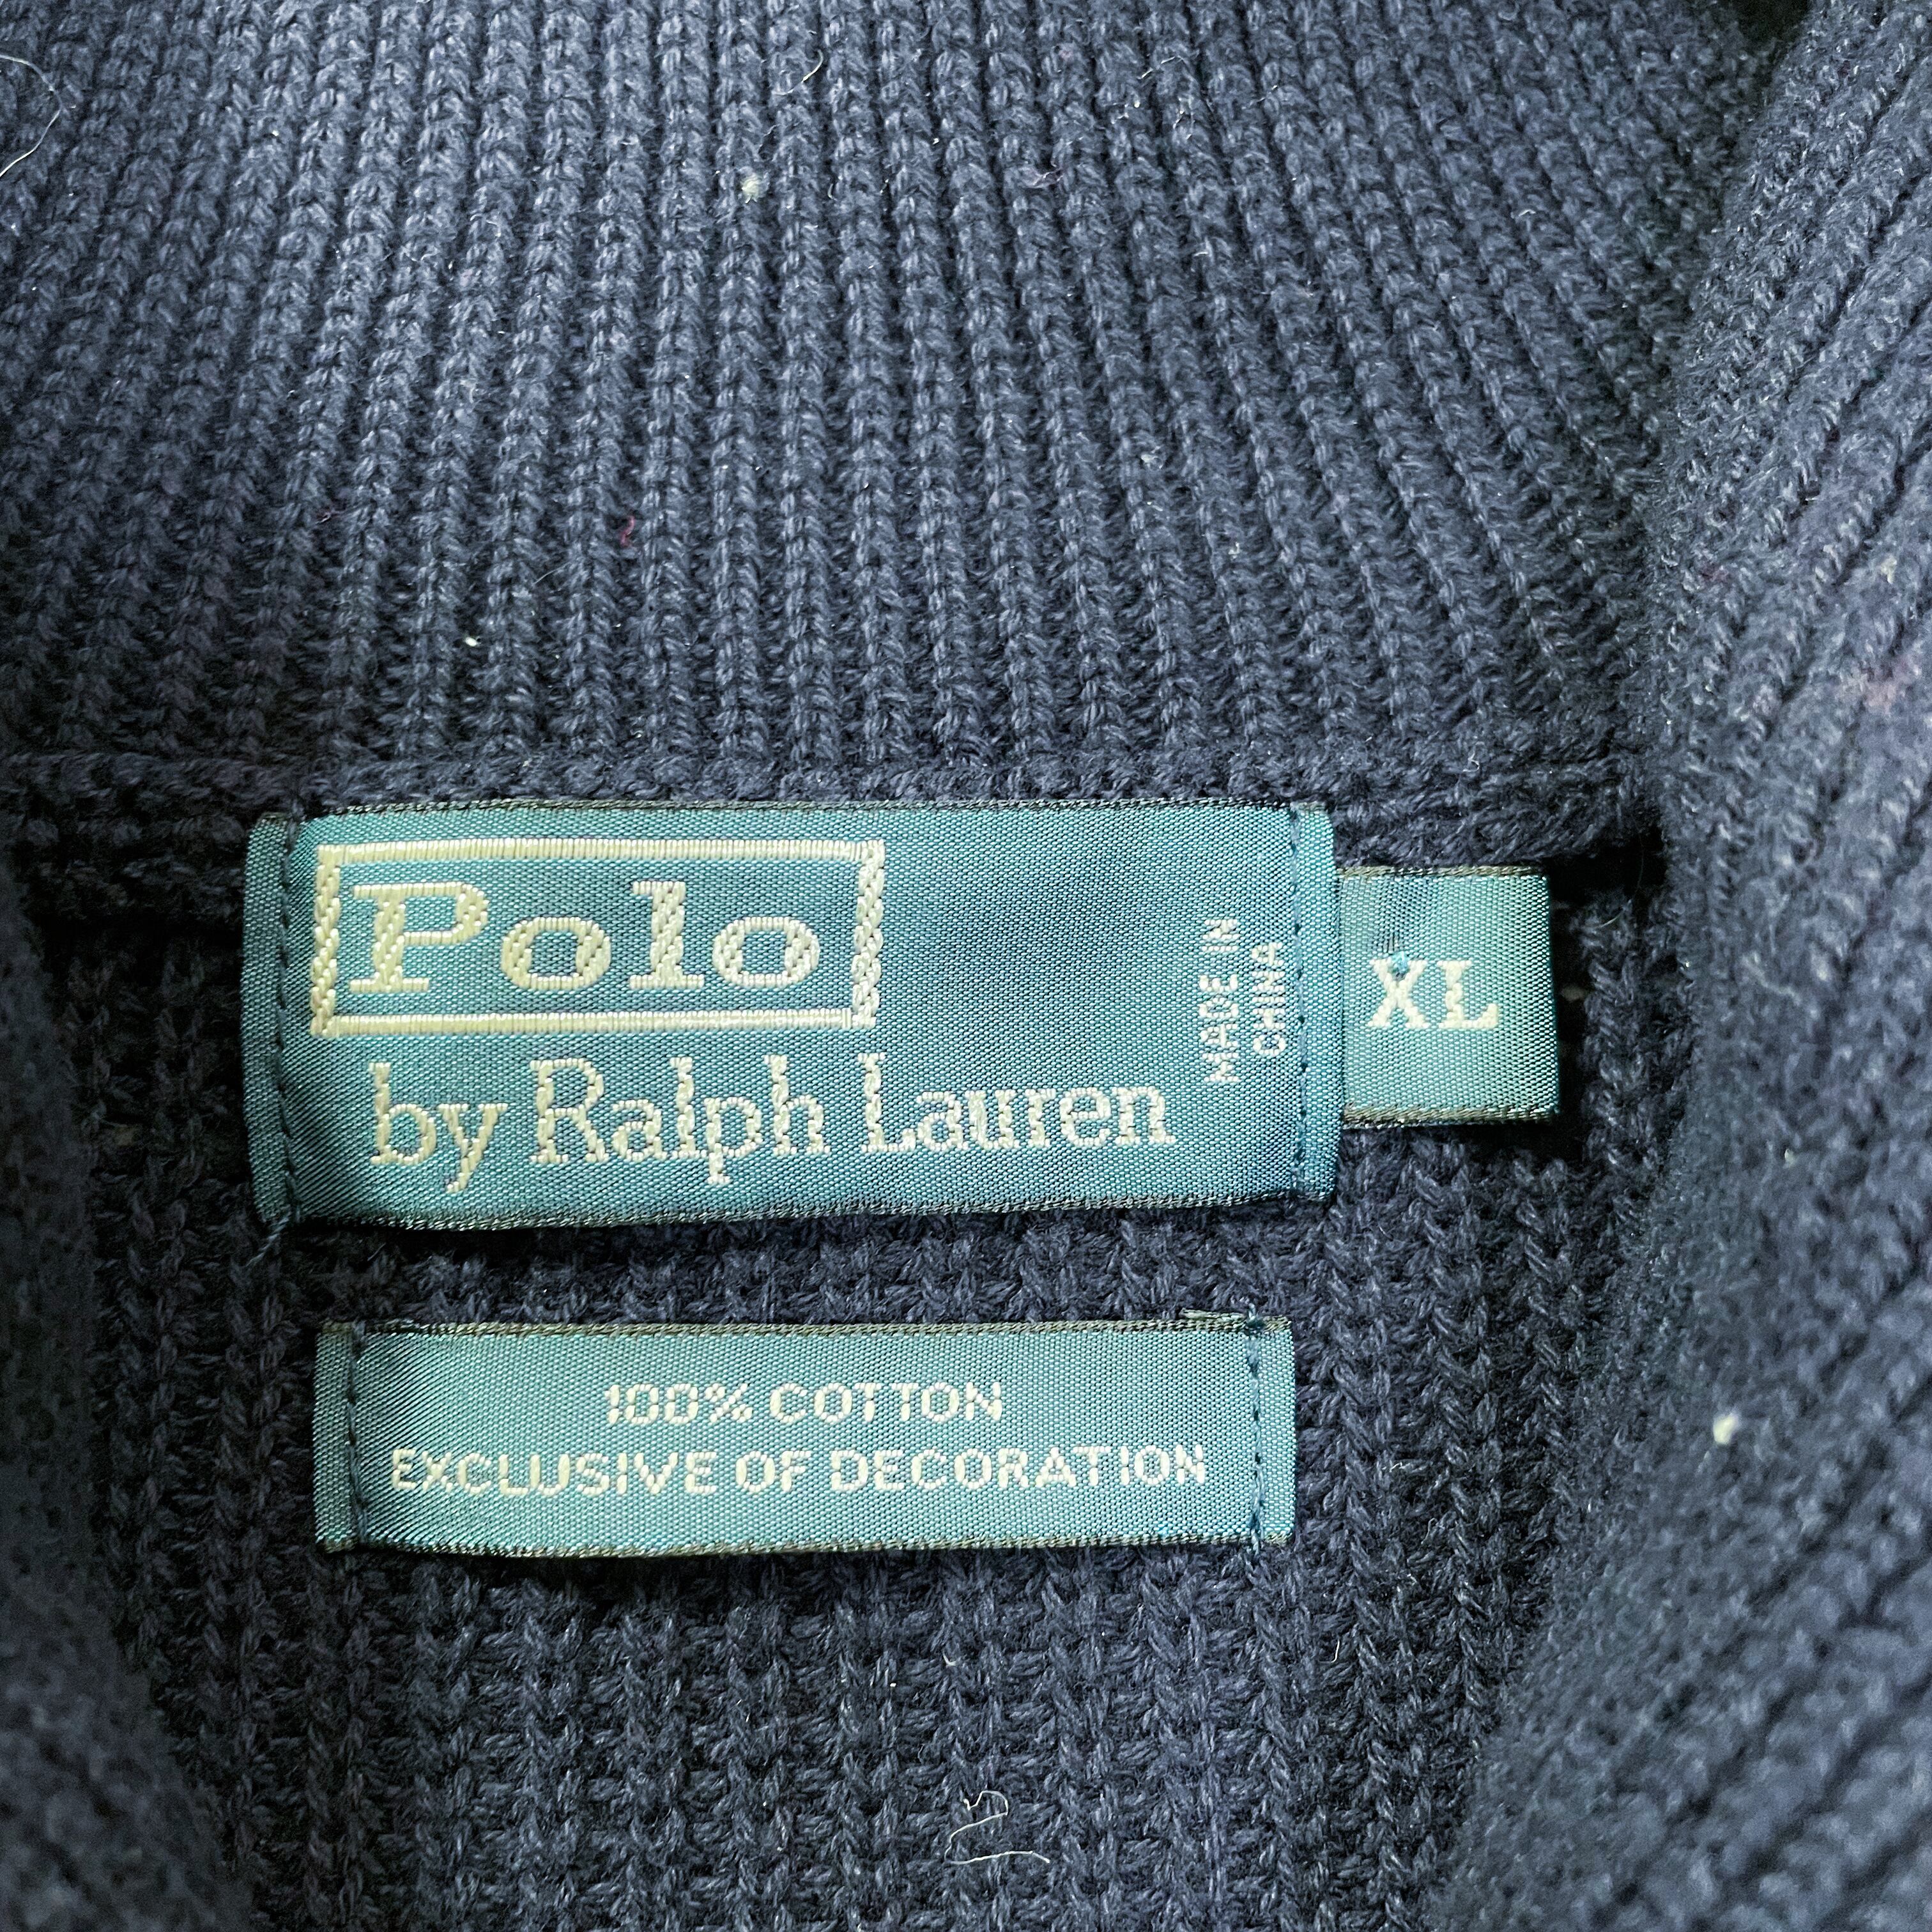 Polo
by Ralph Lauren
MADE IN
CHINA
XL
100% COTTON
EXCLUSIVE OF DECORATION